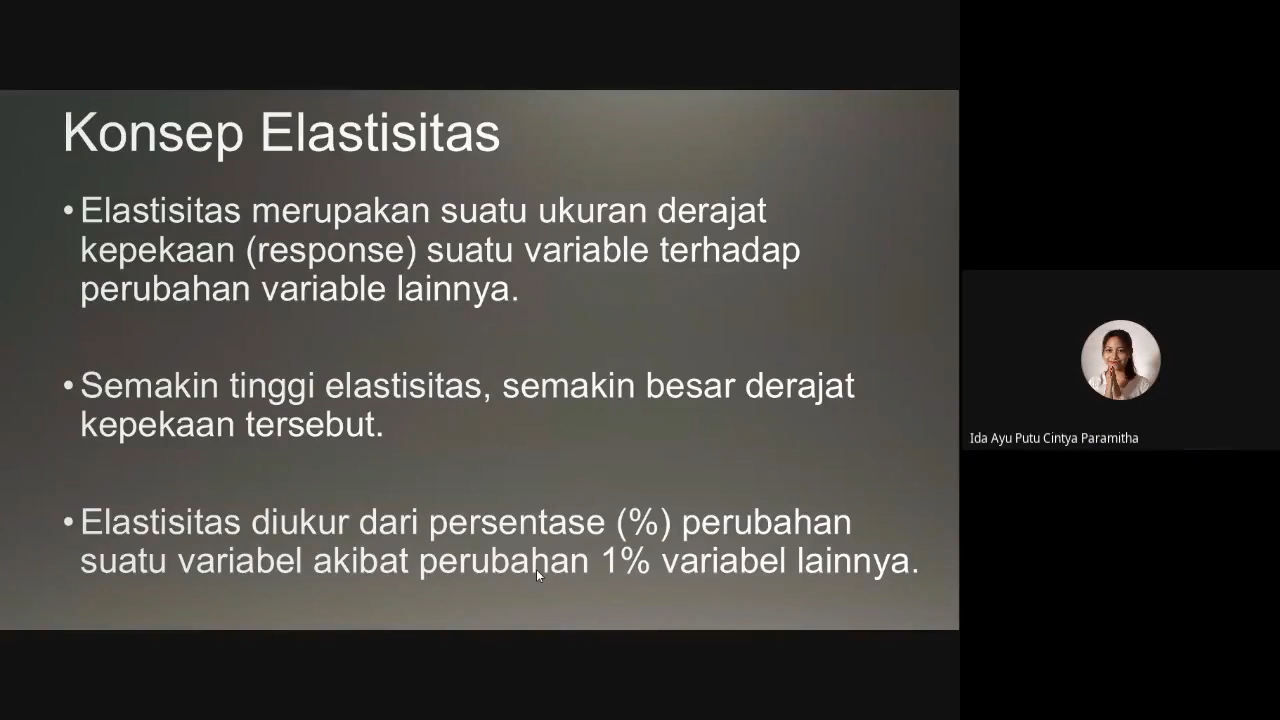 Konsep Elastisitas
• Elastisitas merupakan suatu ukuran derajat
kepekaan (response) suatu variable terhadap
perubahan variable lainnya.
• Semakin tinggi elastisitas, semakin besar derajat
kepekaan tersebut.
• Elastisitas diukur dari persentase (%) perubahan
suatu variabel akibat perubahan 1% variabel lainnya.
Ida Ayu Putu Cintya Paramitha